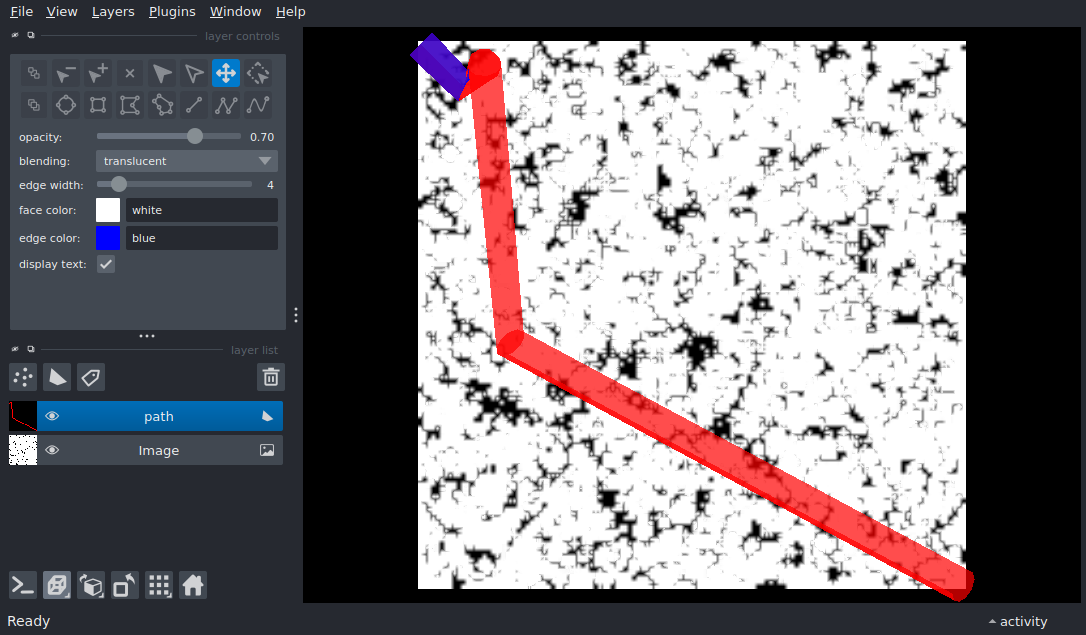 File View Layers Plugins Window Help
layer controls
opacity: 0.70
blending: translucent
edge width: 4
face color: white
edge color: blue
display text:
layer list
path
Image
Ready
activity